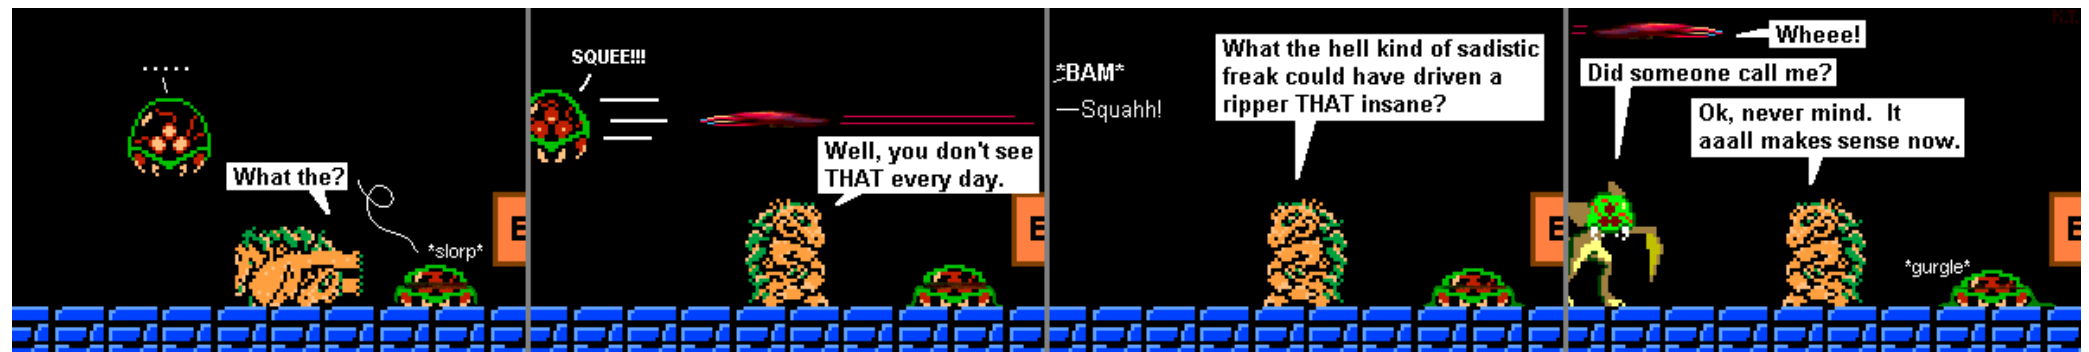 .....
What the?
*slorp*
E
SQUEE!!!
Well, you don't see
THAT every day.
E
*BAM*
Squahh!
What the hell kind of sadistic
freak could have driven a
ripper THAT insane?
E
Wheee!
Did someone call me?
Ok, never mind. It
aaall makes sense now.
*gurgle*
E